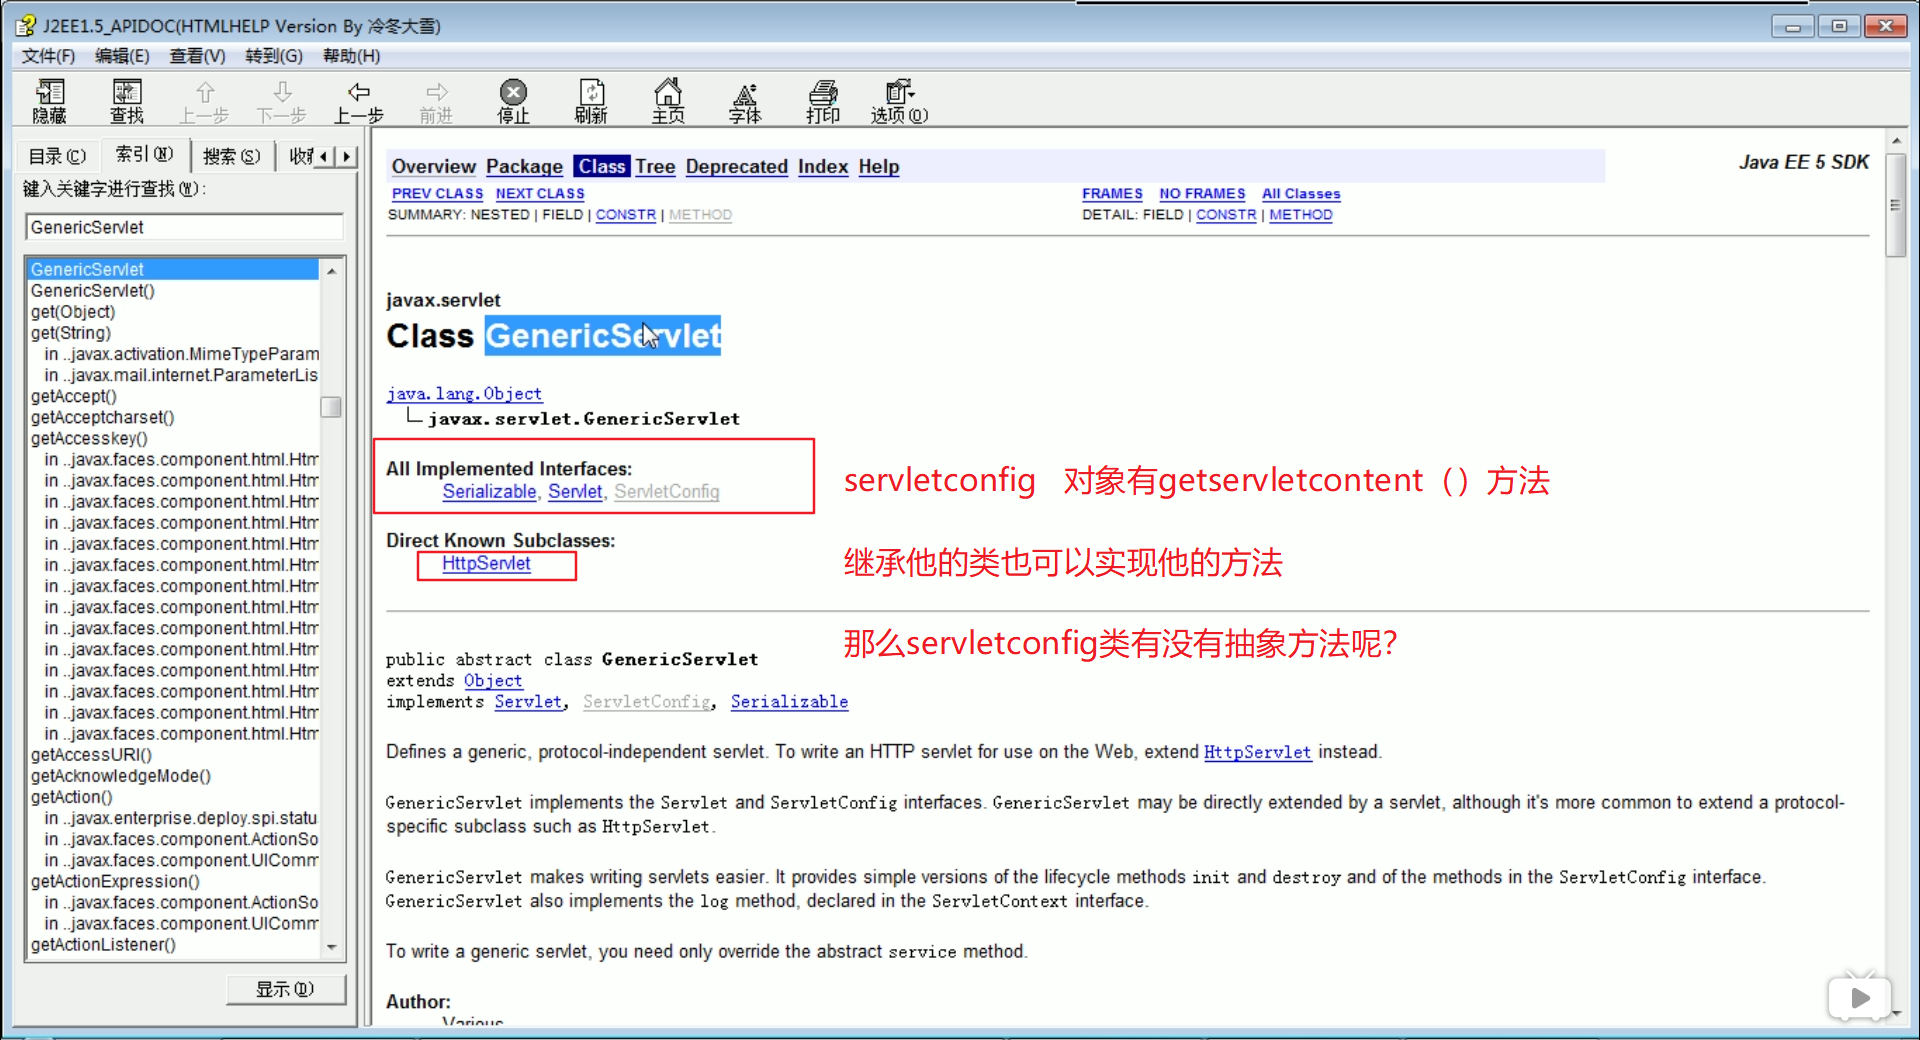 J2EE1.5_APIDOC(HTMLHELP Version By 冷冬大雪)
文件(F) 编辑(E) 查看(V) 转到(G) 帮助(H)
隐藏 查找 上一步 下一步 上一步 前进 停止 刷新 主页 字体 打印 选项(O)
目录(C) 索引(N) 搜索(S)
键入关键字进行查找(W):
GenericServlet
GenericServlet
GenericServlet()
get(Object)
get(String)
in ..javax.activation.MimeTypeParam
in ..javax.mail.internet.ParameterLis
getAccept()
getAcceptcharset()
getAccesskey()
in ..javax.faces.component.html.Htm
in ..javax.faces.component.html.Htm
in ..javax.faces.component.html.Htm
in ..javax.faces.component.html.Htm
in ..javax.faces.component.html.Htm
in ..javax.faces.component.html.Htm
in ..javax.faces.component.html.Htm
in ..javax.faces.component.html.Htm
in ..javax.faces.component.html.Htm
in ..javax.faces.component.html.Htm
in ..javax.faces.component.html.Htm
in ..javax.faces.component.html.Htm
in ..javax.faces.component.html.Htm
in ..javax.faces.component.html.Htm
getAccessURI()
getAcknowledgeMode()
getAction()
in ..javax.enterprise.deploy.spi.statu
in ..javax.faces.component.ActionSo
in ..javax.faces.component.UIComm
getActionExpression()
in ..javax.faces.component.ActionSo
in ..javax.faces.component.UIComm
getActionListener()
显示(D)
Overview Package Class Tree Deprecated Index Help
Java EE 5 SDK
PREV CLASS NEXT CLASS
FRAMES NO FRAMES All Classes
SUMMARY: NESTED | FIELD | CONSTR | METHOD
DETAIL: FIELD | CONSTR | METHOD
javax.servlet
Class GenericServlet
java.lang.Object
javax.servlet.GenericServlet
All Implemented Interfaces:
Serializable, Servlet, ServletConfig
servletconfig 对象有getservletcontent（）方法
Direct Known Subclasses:
HttpServlet
继承他的类也可以实现他的方法
那么servletconfig类有没有抽象方法呢?
public abstract class GenericServlet
extends Object
implements Servlet, ServletConfig, Serializable
Defines a generic, protocol-independent servlet. To write an HTTP servlet for use on the Web, extend HttpServlet instead.
GenericServlet implements the Servlet and ServletConfig interfaces. GenericServlet may be directly extended by a servlet, although it's more common to extend a protocol-
specific subclass such as HttpServlet.
GenericServlet makes writing servlets easier. It provides simple versions of the lifecycle methods init and destroy and of the methods in the ServletConfig interface.
GenericServlet also implements the log method, declared in the ServletContext interface.
To write a generic servlet, you need only override the abstract service method.
Author:
Various